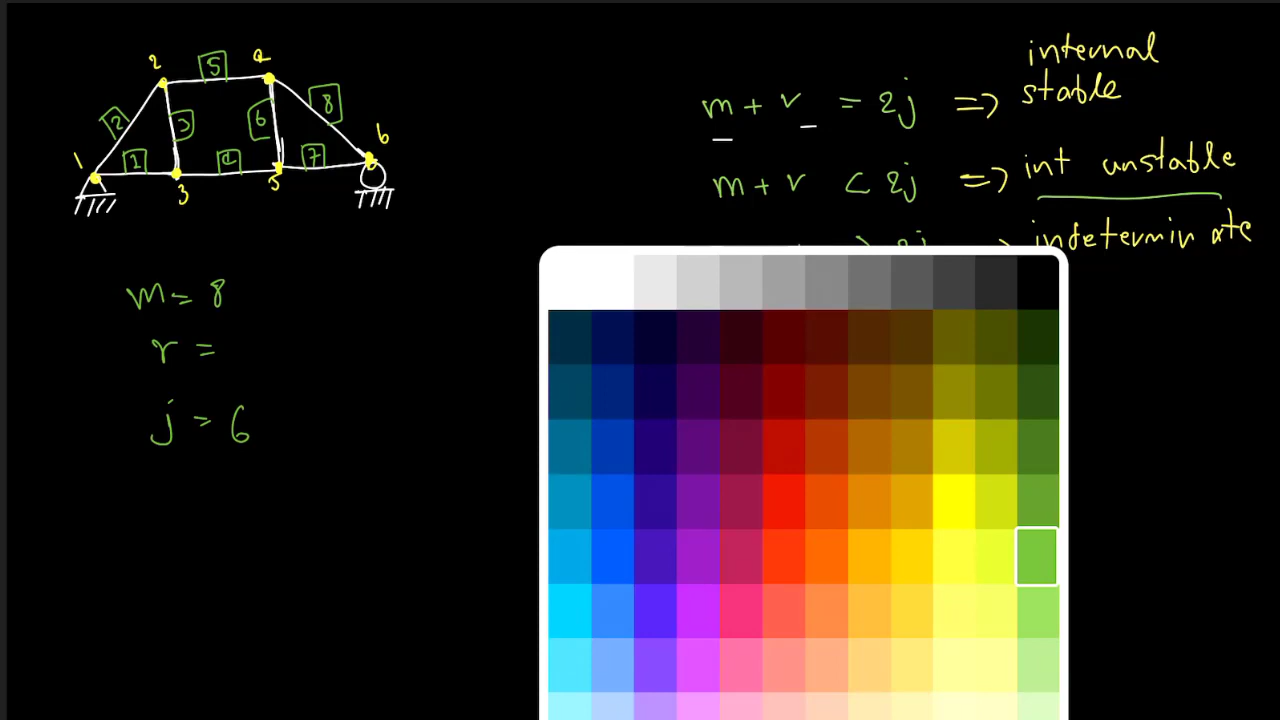 2 5 4
2 3 6 8
1 1 4 7 6
3 5
m + r = 2j => internal stable
m + r < 2j => int unstable
> 2j => indeterminate
m = 8
r =
j = 6